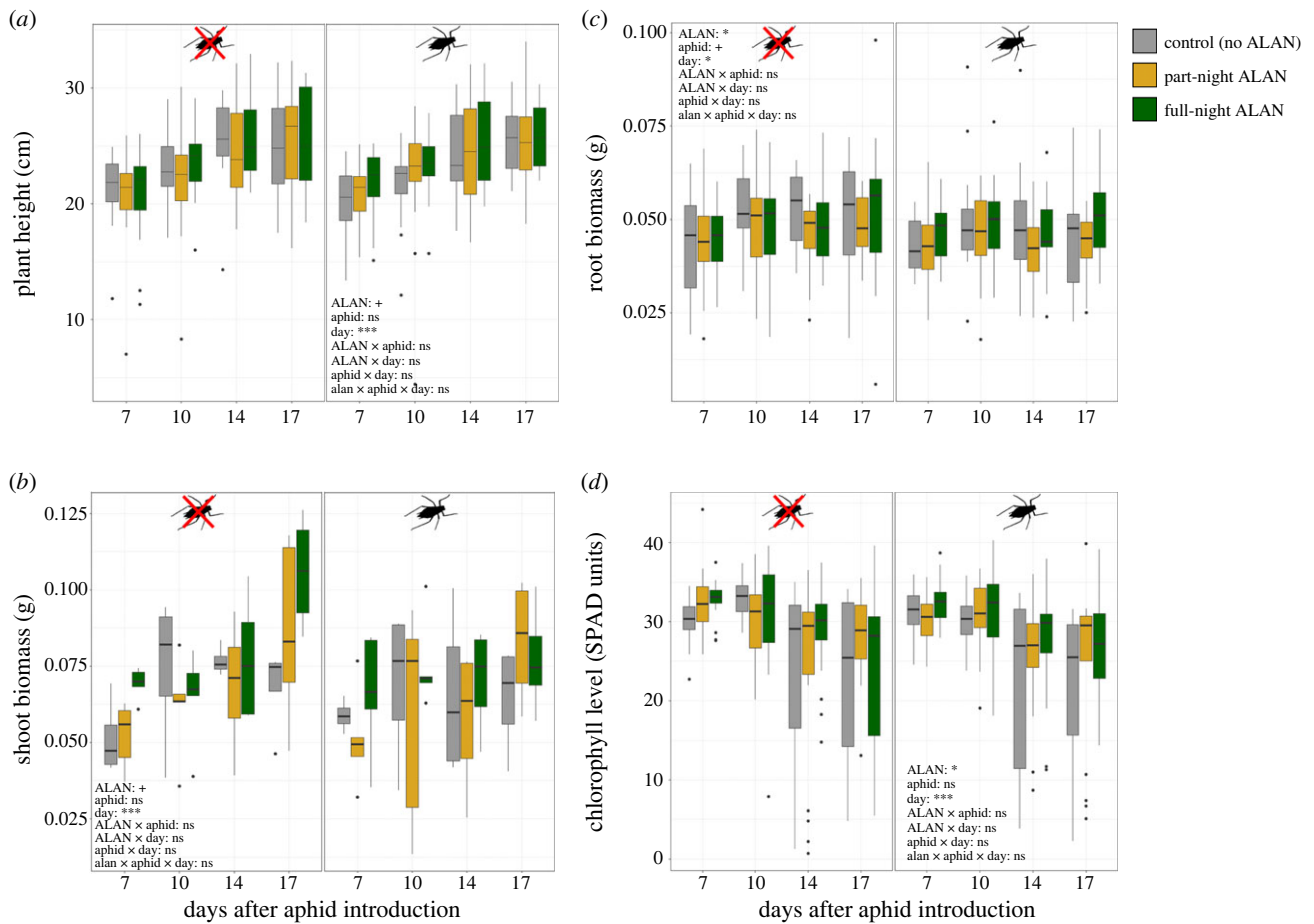 (a)
plant height (cm)
30
20
10
ALAN: +
aphid: ns
day: ***
ALAN × aphid: ns
ALAN × day: ns
aphid × day: ns
alan × aphid × day: ns
7 10 14 17 7 10 14 17
(c)
root biomass (g)
0.100
0.075
0.050
0.025
ALAN: *
aphid: +
day: *
ALAN × aphid: ns
ALAN × day: ns
aphid × day: ns
alan × aphid × day: ns
7 10 14 17 7 10 14 17
control (no ALAN)
part-night ALAN
full-night ALAN
(b)
shoot biomass (g)
0.125
0.100
0.075
0.050
0.025
ALAN: +
aphid: ns
day: ***
ALAN × aphid: ns
ALAN × day: ns
aphid × day: ns
alan × aphid × day: ns
7 10 14 17 7 10 14 17
days after aphid introduction
(d)
chlorophyll level (SPAD units)
40
30
20
10
0
ALAN: *
aphid: ns
day: ***
ALAN × aphid: ns
ALAN × day: ns
aphid × day: ns
alan × aphid × day: ns
7 10 14 17 7 10 14 17
days after aphid introduction